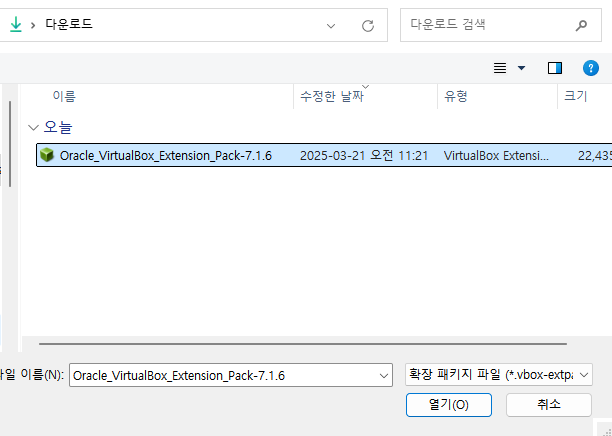 다운로드 다운로드 검색
이름 수정한 날짜 유형 크기
오늘
Oracle_VirtualBox_Extension_Pack-7.1.6 2025-03-21 오전 11:21 VirtualBox Extensi... 22,435
이름(N): Oracle_VirtualBox_Extension_Pack-7.1.6 확장 패키지 파일 (*.vbox-extpa
열기(O) 취소